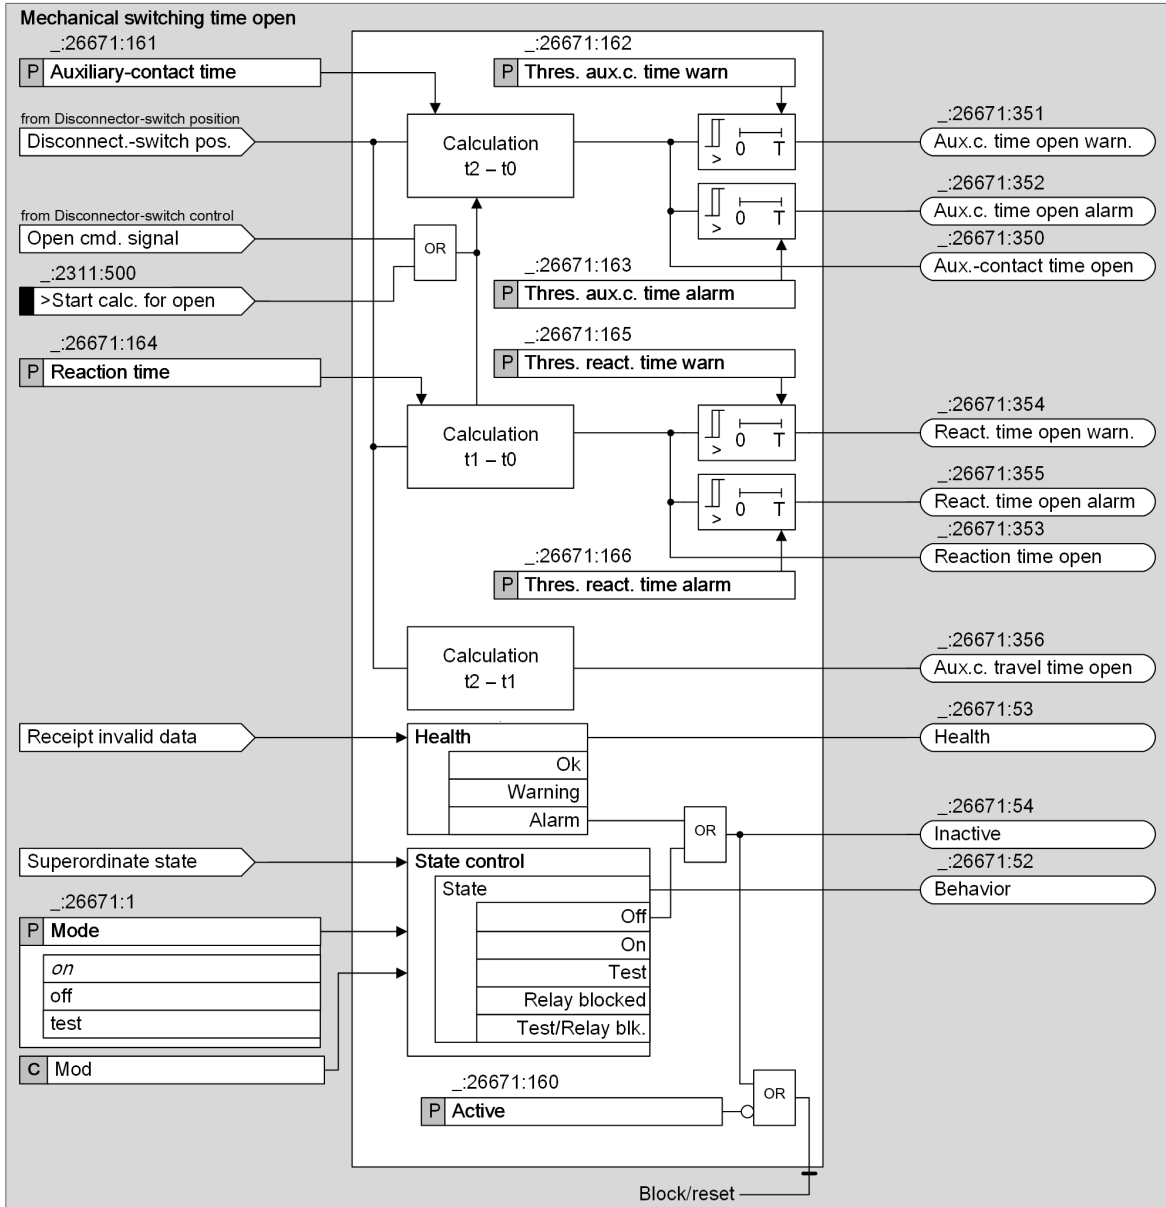 Mechanical switching time open
_:26671:161
P Auxiliary-contact time
_:26671:162
P Thres. aux.c. time warn
from Disconnector-switch position
Disconnect.-switch pos.
Calculation
t2 – t0
> 0 T
_:26671:351
Aux.c. time open warn.
> 0 T
_:26671:352
Aux.c. time open alarm
from Disconnector-switch control
Open cmd. signal
OR
_:26671:350
Aux.-contact time open
_:2311:500
>Start calc. for open
_:26671:163
P Thres. aux.c. time alarm
_:26671:164
P Reaction time
_:26671:165
P Thres. react. time warn
Calculation
t1 – t0
> 0 T
_:26671:354
React. time open warn.
> 0 T
_:26671:355
React. time open alarm
_:26671:353
Reaction time open
_:26671:166
P Thres. react. time alarm
Calculation
t2 – t1
_:26671:356
Aux.c. travel time open
Receipt invalid data
Health
Ok
Warning
Alarm
_:26671:53
Health
OR
_:26671:54
Inactive
Superordinate state
State control
State
Off
On
Test
Relay blocked
Test/Relay blk.
_:26671:52
Behavior
_:26671:1
P Mode
on
off
test
C Mod
_:26671:160
P Active
OR
Block/reset